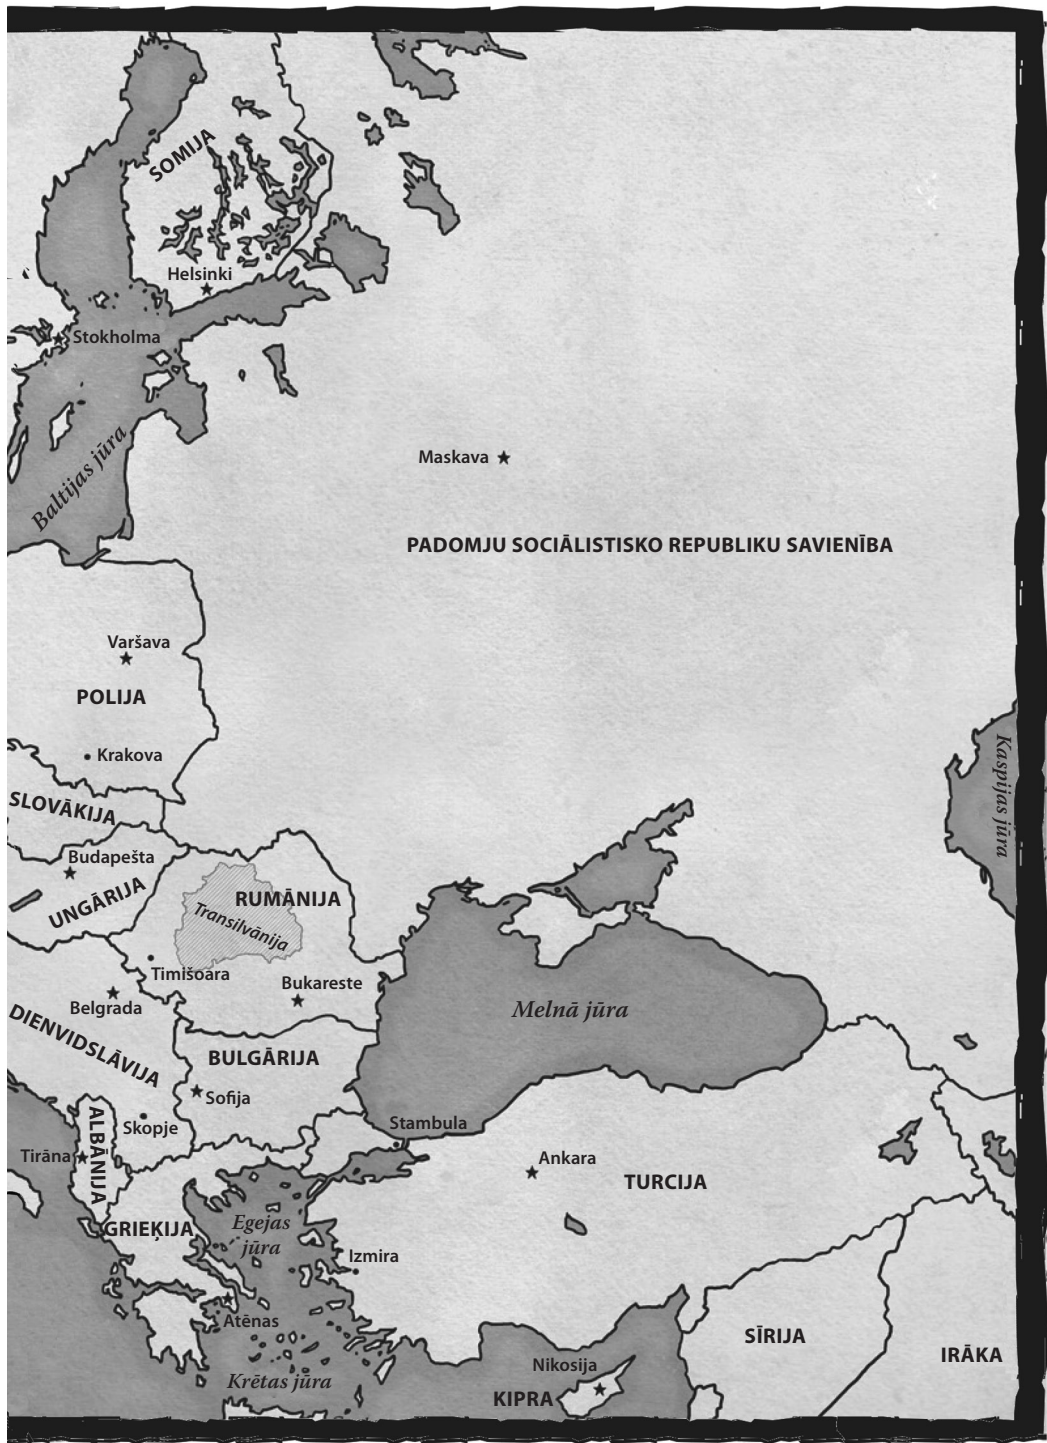 SOMIJA
Helsinki
Stokholma
Baltijas jūra
Maskava
PADOMJU SOCIĀLISTISKO REPUBLIKU SAVIENĪBA
Varšava
POLIJA
Krakova
Kaspijas jūra
SLOVĀKIJA
Budapešta
UNGĀRIJA
RUMĀNIJA
Transilvānija
Timišoara
Bukareste
Belgrada
Melnā jūra
DIENVIDSLĀVIJA
BULGĀRIJA
Sofija
ALBĀNIJA
Skopje
Stambula
Tirāna
Ankara
TURCIJA
GRIEĶIJA
Egejas
jūra
Izmira
Atēnas
SĪRIJA
IRĀKA
Nikosija
Krētas jūra
KIPRA